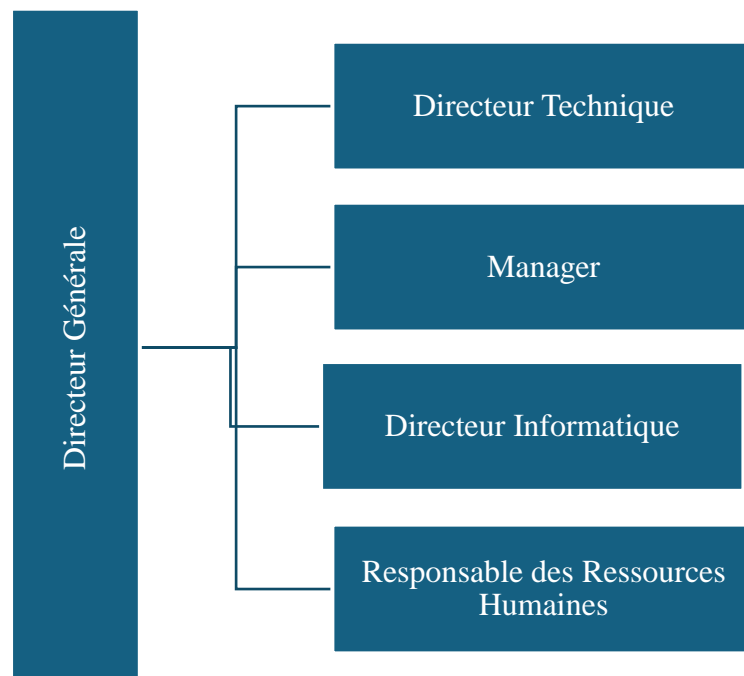 Directeur Générale
Directeur Technique
Manager
Directeur Informatique
Responsable des Ressources
Humaines